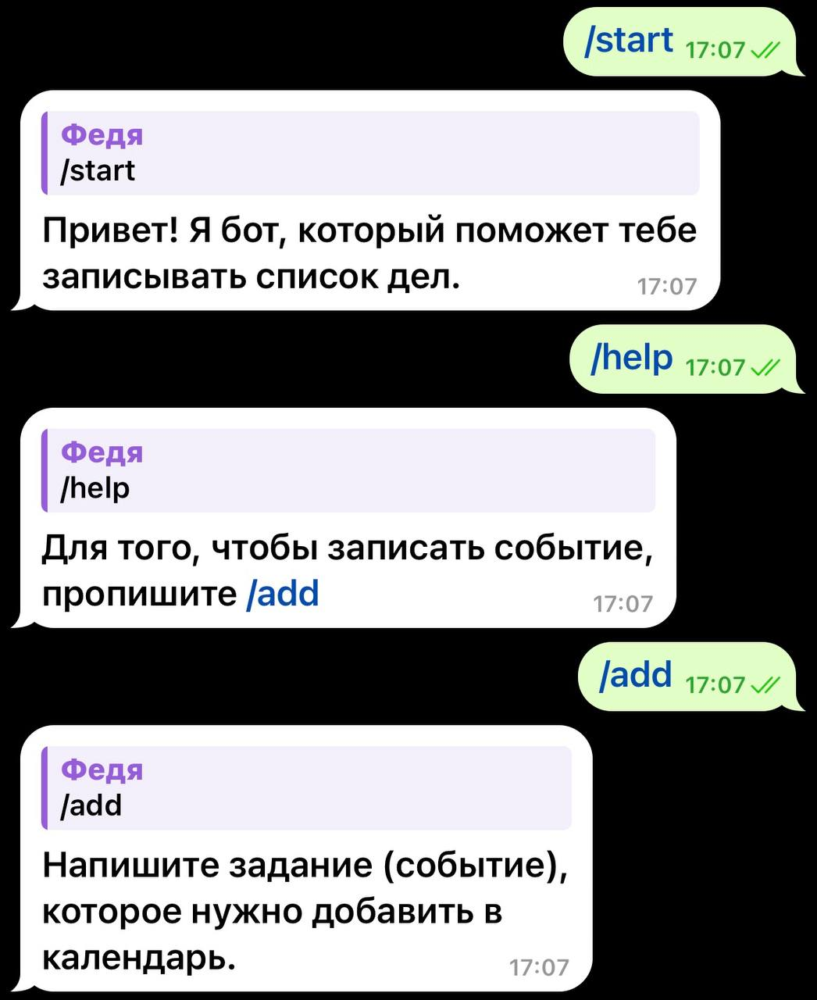 /start 17:07
Федя
/start
Привет! Я бот, который поможет тебе
записывать список дел. 17:07
/help 17:07
Федя
/help
Для того, чтобы записать событие,
пропишите /add 17:07
/add 17:07
Федя
/add
Напишите задание (событие),
которое нужно добавить в
календарь. 17:07